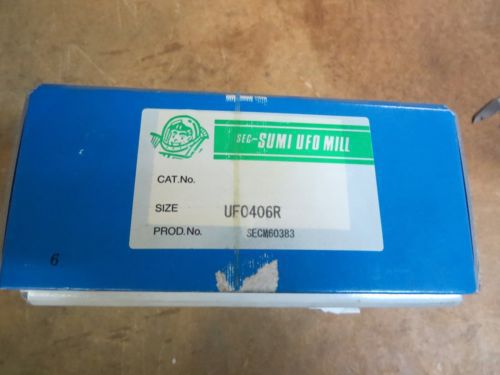 SEC-SUMI UFO MILL
CAT.No.
SIZE UFO406R
PROD.No. SECM60383
6